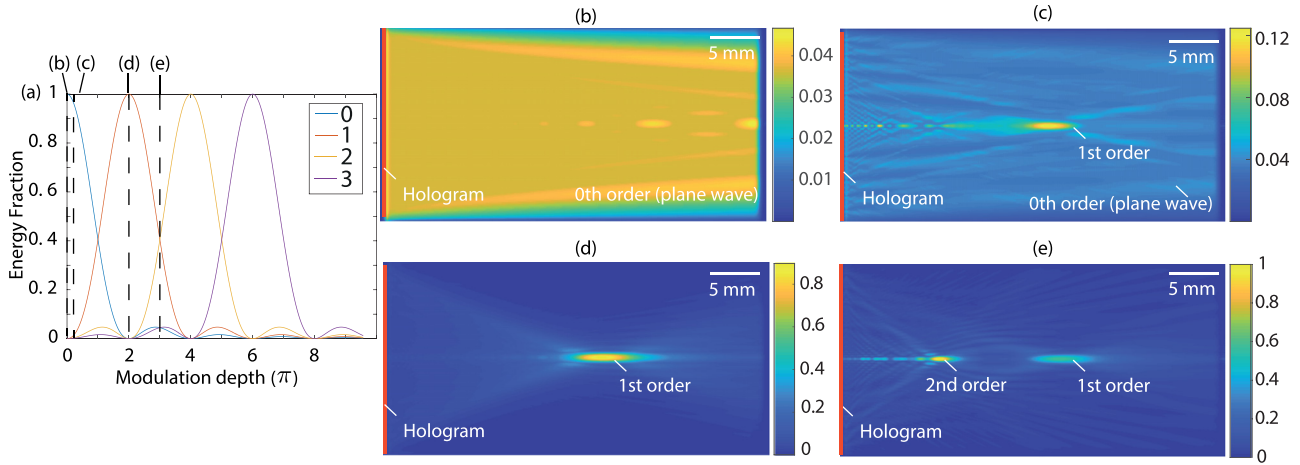 (b) (c) (d) (e)
(a)
1
0.8
0.6
0.4
0.2
0
0 2 4 6 8
Energy Fraction
Modulation depth (π)
0
1
2
3
(b)
5 mm
Hologram
0th order (plane wave)
0.04
0.03
0.02
0.01
(c)
5 mm
1st order
Hologram
0th order (plane wave)
0.12
0.08
0.04
(d)
5 mm
1st order
Hologram
0.8
0.6
0.4
0.2
0
(e)
5 mm
2nd order
1st order
Hologram
1
0.8
0.6
0.4
0.2
0